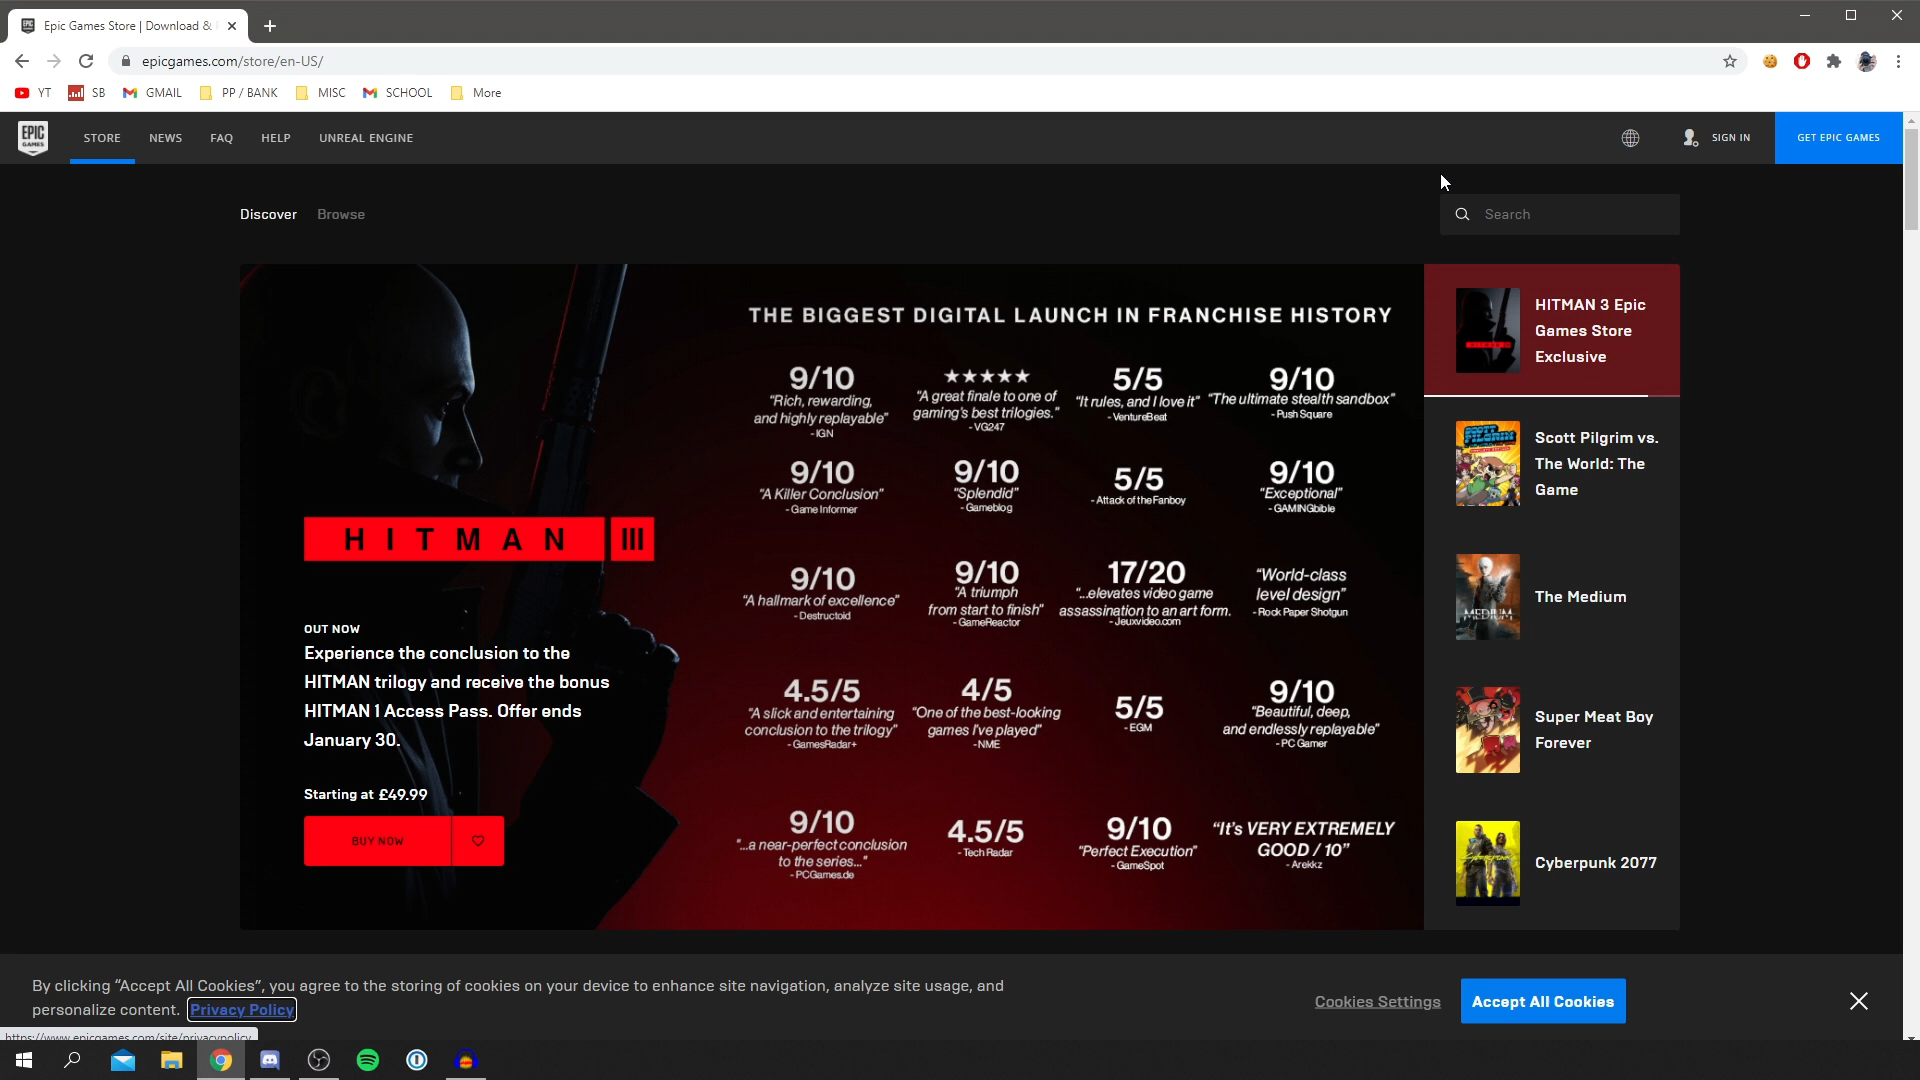 Epic Games Store | Download &
epicgames.com/store/en-US/
YT
SB
GMAIL
PP / BANK
MISC
SCHOOL
More
EPIC
GAMES
STORE
NEWS
FAQ
HELP
UNREAL ENGINE
SIGN IN
GET EPIC GAMES
Discover
Browse
Search
THE BIGGEST DIGITAL LAUNCH IN FRANCHISE HISTORY
9/10
"Rich, rewarding,
and highly replayable"
- IGN
★★★★★
"A great finale to one of
gaming's best trilogies."
- VG247
5/5
"It rules, and I love it"
- VentureBeat
9/10
"The ultimate stealth sandbox"
- Push Square
9/10
"A Killer Conclusion"
- Game Informer
9/10
"Splendid"
- Gameblog
5/5
- Attack of the Fanboy
9/10
"Exceptional"
- GAMINGbible
9/10
"A hallmark of excellence"
- Destructoid
9/10
"A triumph
from start to finish"
- GameReactor
17/20
"...elevates video game
assassination to an art form.
- Jeuxvideo.com
"World-class
level design"
- Rock Paper Shotgun
4.5/5
"A slick and entertaining
conclusion to the trilogy"
- GamesRadar+
4/5
"One of the best-looking
games I've played"
-NME
5/5
- EGM
9/10
"Beautiful, deep,
and endlessly replayable"
- PC Gamer
9/10
"...a near-perfect conclusion
to the series..."
- PCGames.de
4.5/5
- Tech Radar
9/10
"Perfect Execution"
- GameSpot
"It's VERY EXTREMELY
GOOD / 10"
- Arekkz
HITMAN III
OUT NOW
Experience the conclusion to the
HITMAN trilogy and receive the bonus
HITMAN 1 Access Pass. Offer ends
January 30.
Starting at £49.99
BUY NOW
HITMAN 3 Epic
Games Store
Exclusive
SCOTT
PILGRIM
Scott Pilgrim vs.
The World: The
Game
MEDIUM
The Medium
Super Meat Boy
Forever
Cyberpunk 2077
By clicking “Accept All Cookies”, you agree to the storing of cookies on your device to enhance site navigation, analyze site usage, and
personalize content. Privacy Policy
Cookies Settings
Accept All Cookies
https://www.epicgames.com/site/privacypolicy